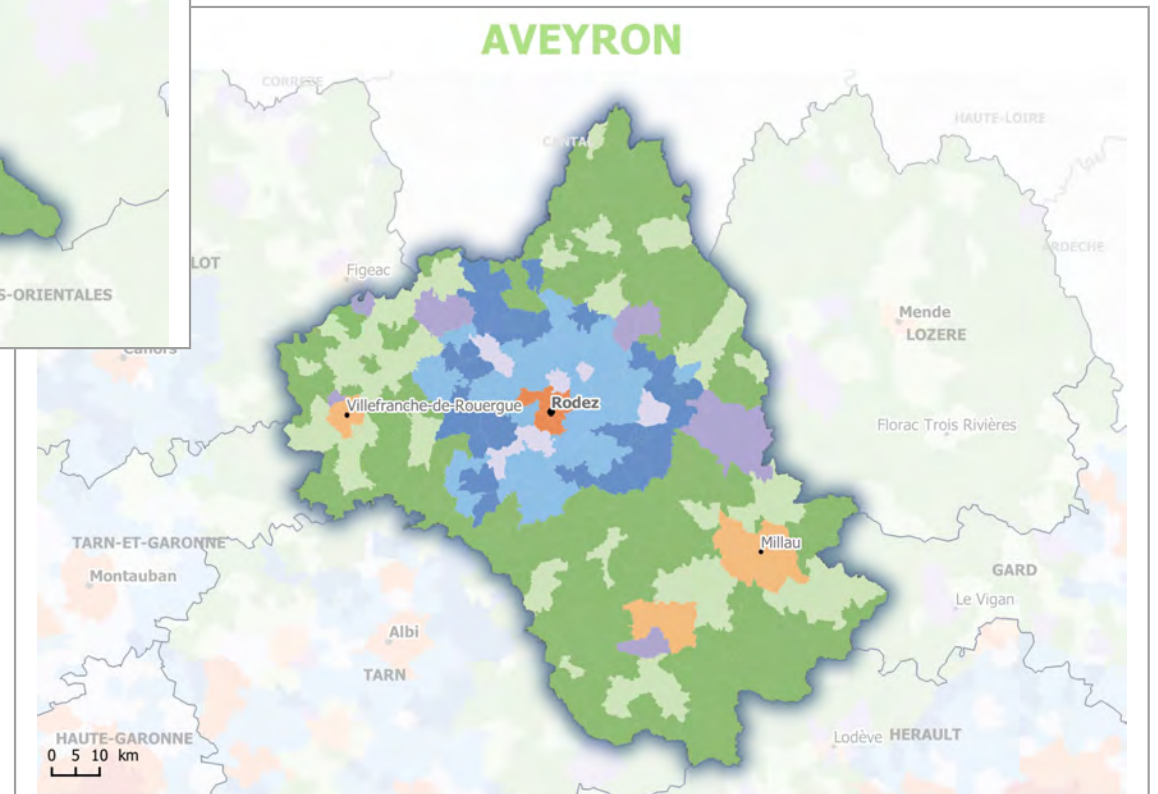 AVEYRON
CORREZE
HAUTE-LOIRE
CANTAL
ARDECHE
LOT
Figeac
S-ORIENTALES
Mende
LOZERE
Cahors
Villefranche-de-Rouergue
Rodez
Florac Trois Rivières
TARN-ET-GARONNE
Millau
Montauban
GARD
Le Vigan
Albi
TARN
HAUTE-GARONNE
Lodève HERAULT
0 5 10 km